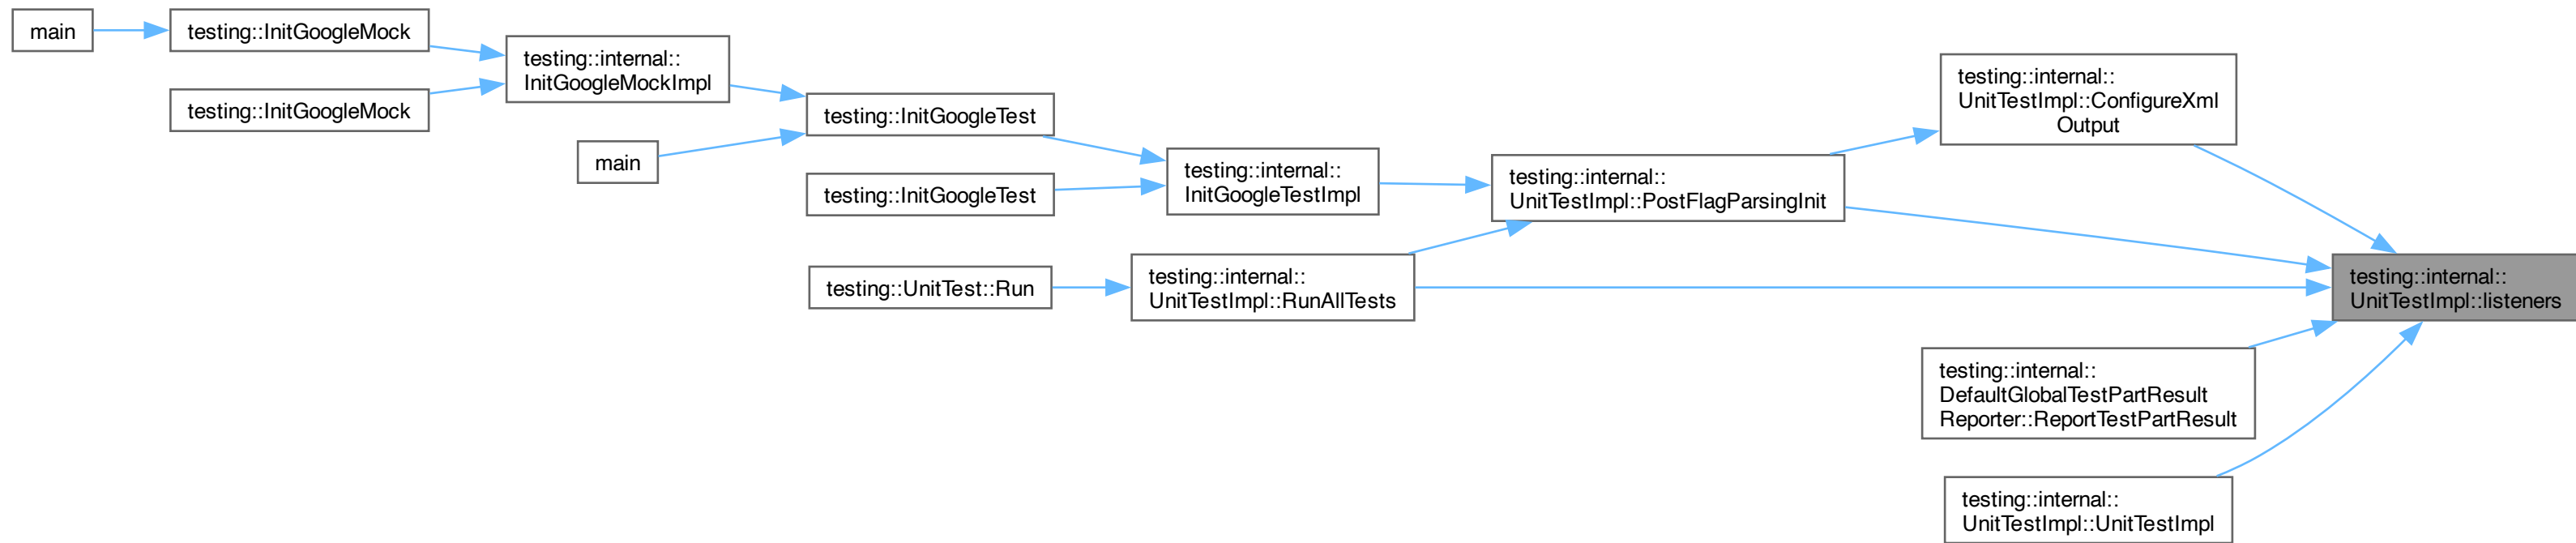 main
testing::InitGoogleMock
testing::InitGoogleMock
testing::internal::
InitGoogleMockImpl
testing::InitGoogleTest
main
testing::InitGoogleTest
testing::internal::
InitGoogleTestImpl
testing::internal::
UnitTestImpl::PostFlagParsingInit
testing::internal::
UnitTestImpl::ConfigureXml
Output
testing::UnitTest::Run
testing::internal::
UnitTestImpl::RunAllTests
testing::internal::
UnitTestImpl::listeners
testing::internal::
DefaultGlobalTestPartResult
Reporter::ReportTestPartResult
testing::internal::
UnitTestImpl::UnitTestImpl